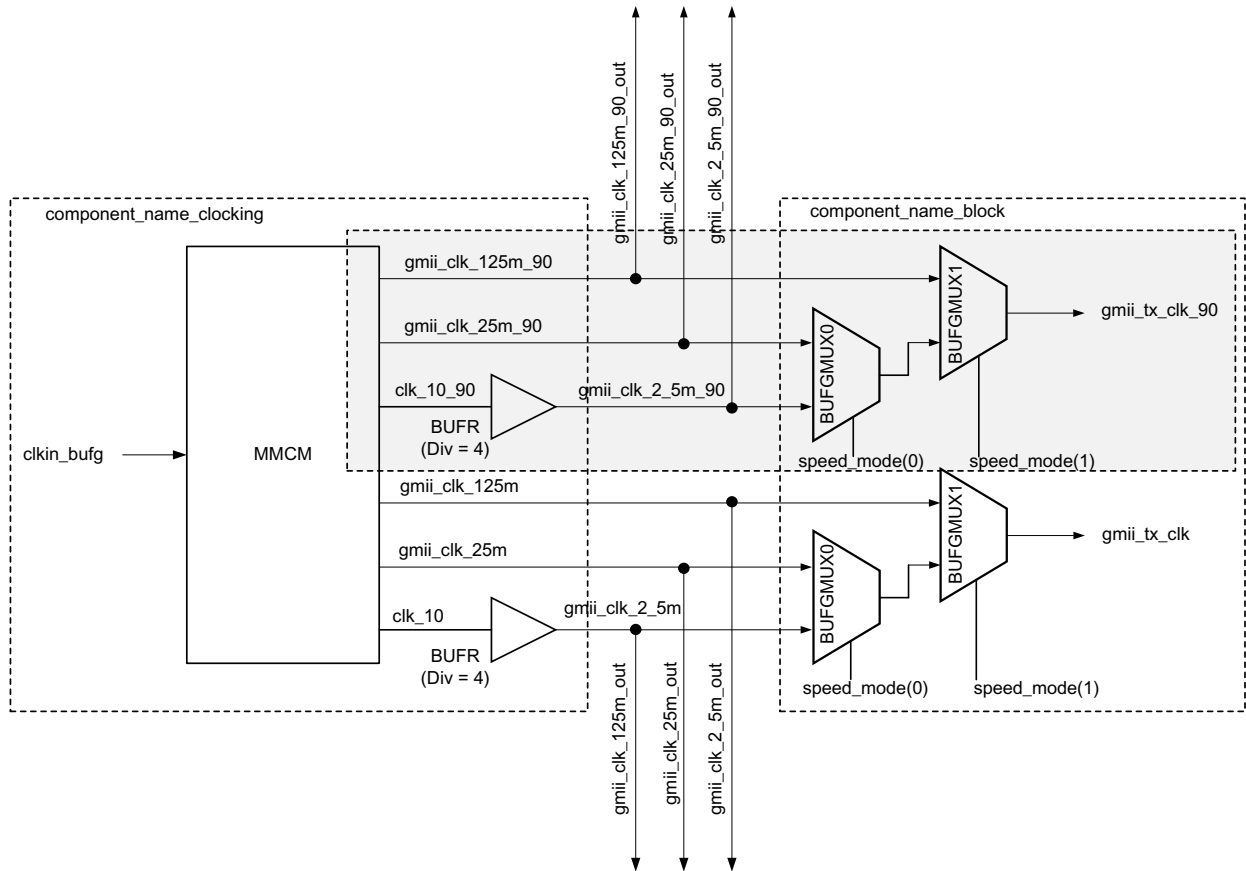 gmii_clk_125m_90_out
gmii_clk_25m_90_out
gmii_clk_2_5m_90_out
component_name_clocking
component_name_block
gmii_clk_125m_90
BUFGMUX1
gmii_tx_clk_90
gmii_clk_25m_90
BUFGMUX0
clk_10_90
gmii_clk_2_5m_90
BUFR
(Div = 4)
clkin_bufg
MMCM
speed_mode(0)
speed_mode(1)
gmii_clk_125m
BUFGMUX1
gmii_tx_clk
gmii_clk_25m
BUFGMUX0
clk_10
gmii_clk_2_5m
BUFR
(Div = 4)
speed_mode(0)
speed_mode(1)
gmii_clk_125m_out
gmii_clk_25m_out
gmii_clk_2_5m_out